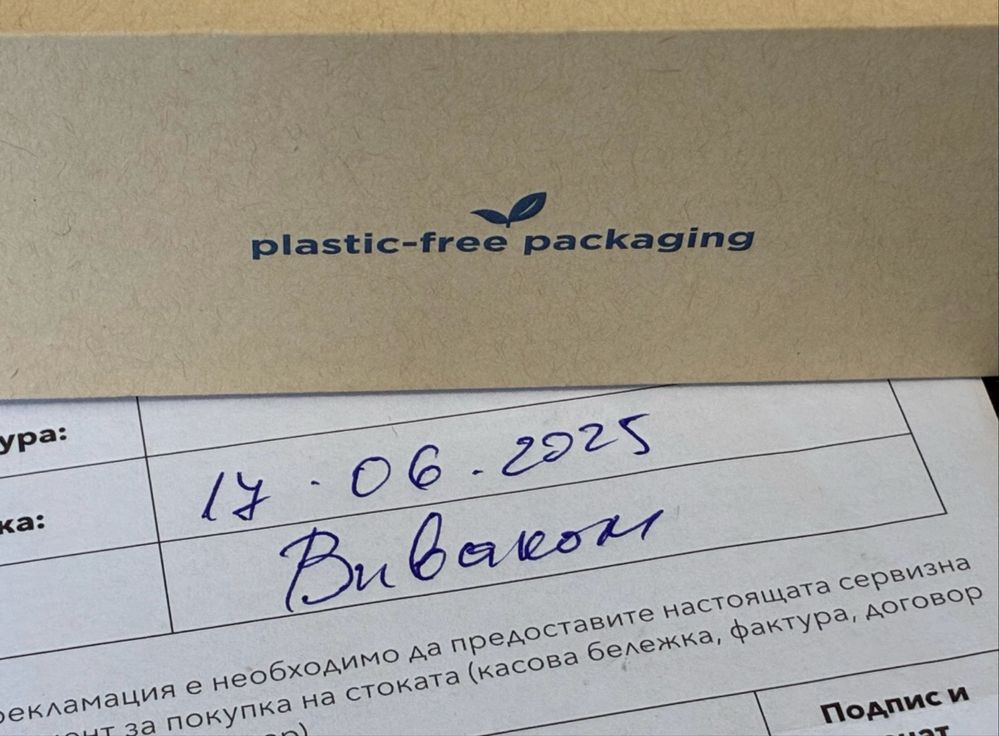 plastic-free packaging
ура:
ка:
17.06.2025
Виваком
рекламация е необходимо да предоставите настоящата сервизна
нт за покупка на стоката (касова бележка, фактура, договор
Подпис и